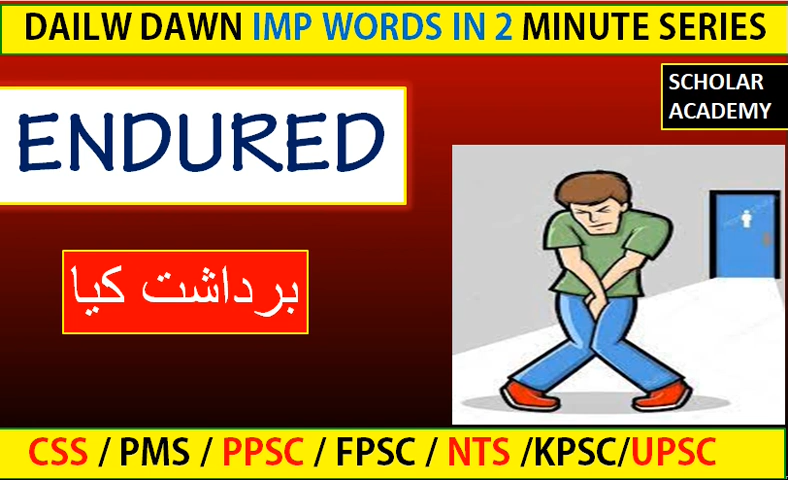 DAILW DAWN IMP WORDS IN 2 MINUTE SERIES
SCHOLAR
ACADEMY
ENDURED
برداشت کیا
CSS / PMS / PPSC / FPSC / NTS /KPSC/UPSC